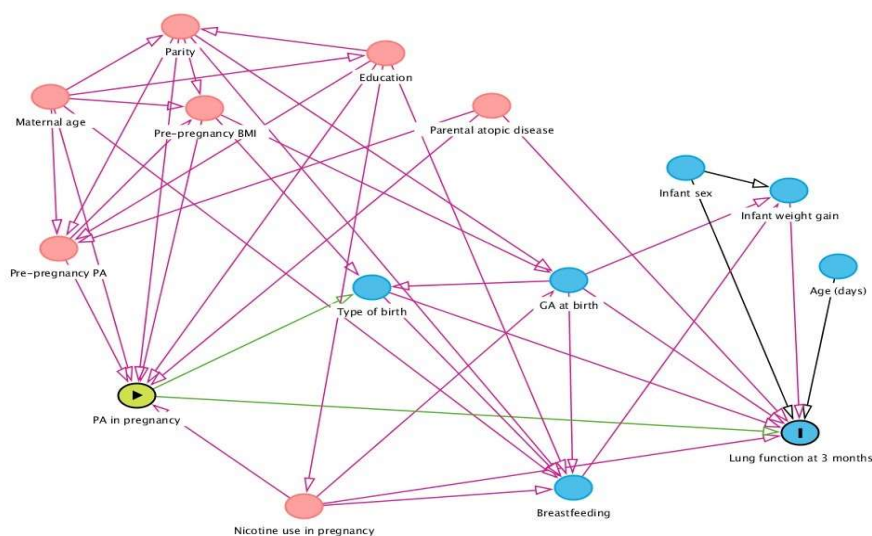 Parity
Education
Maternal age
Pre-pregnancy BMI
Parental atopic disease
Infant sex
Infant weight gain
Pre-pregnancy PA
Type of birth
GA at birth
Age (days)
PA in pregnancy
Lung function at 3 months
Nicotine use in pregnancy
Breastfeeding